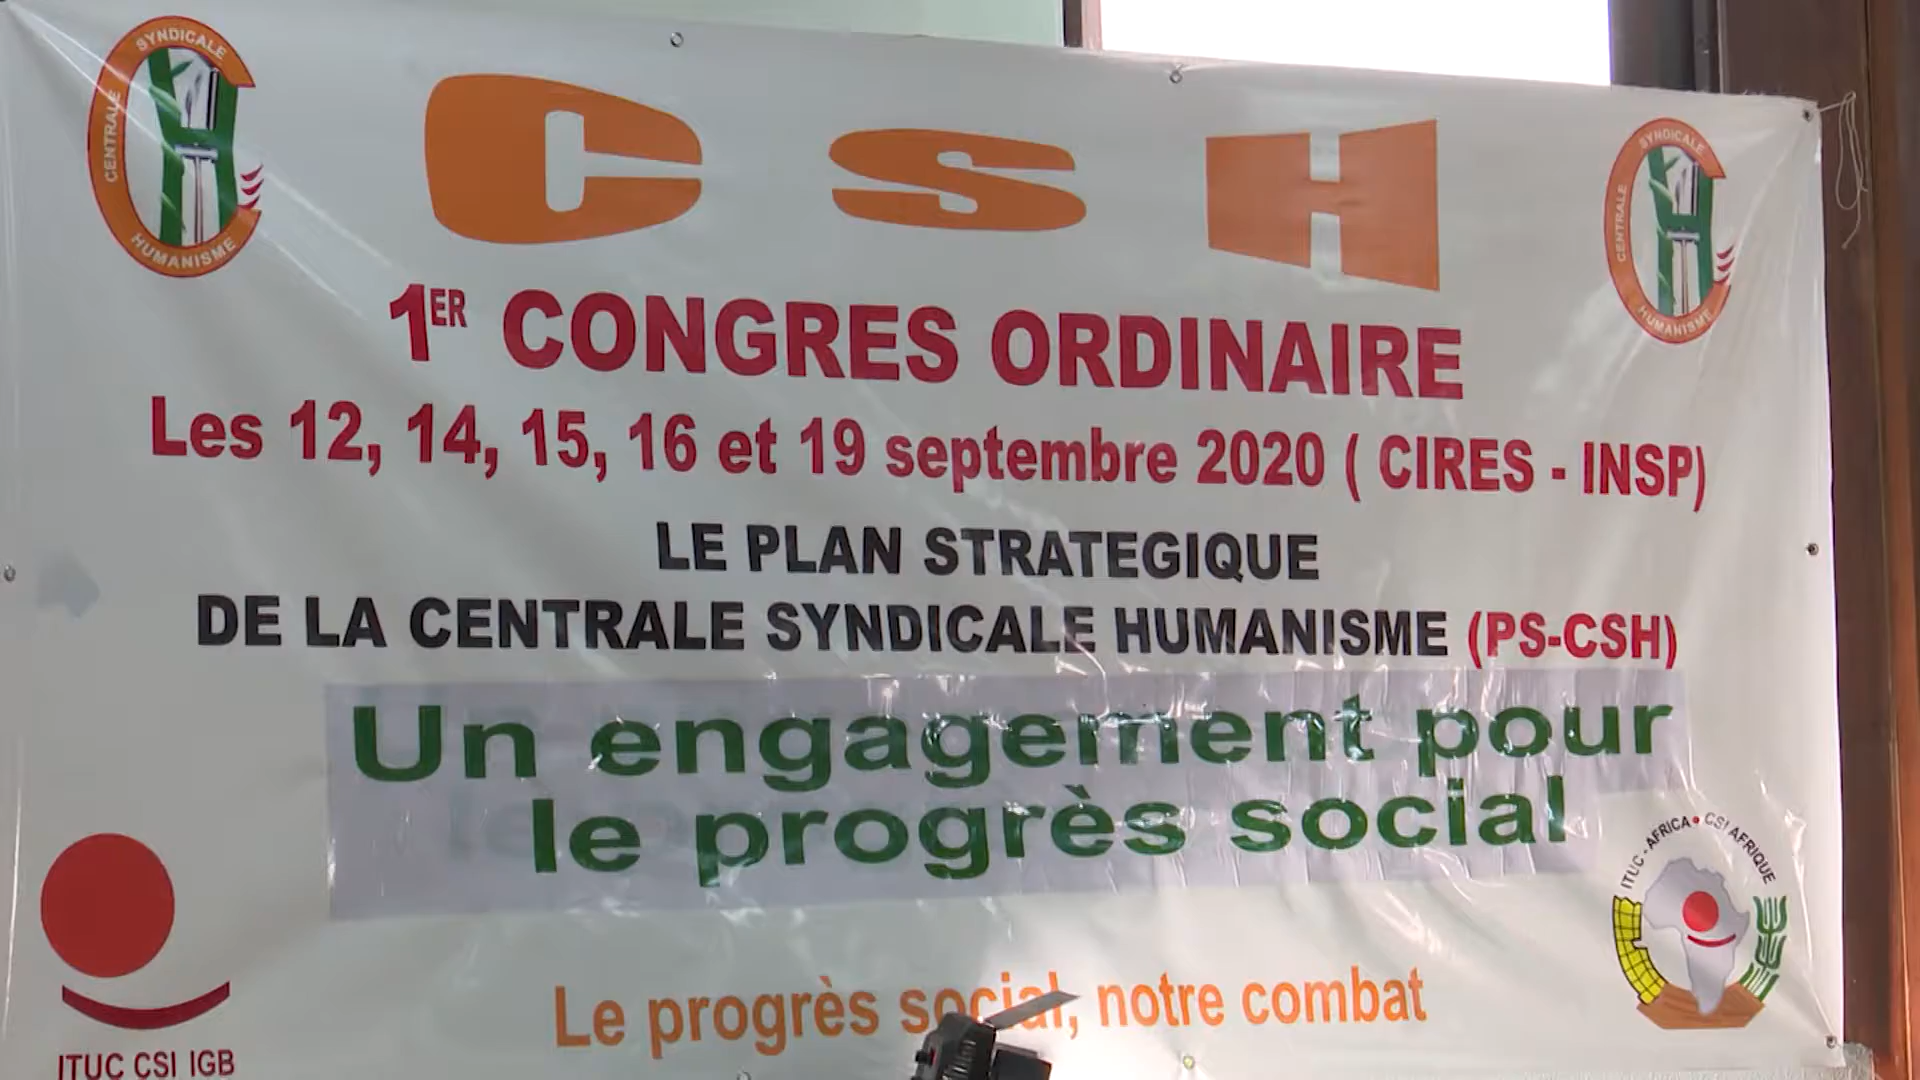 SYNDICALE
CENTRALE
HUMANISME
CSH
SYNDICALE
CENTRALE
HUMANISME
1ER CONGRES ORDINAIRE
Les 12, 14, 15, 16 et 19 septembre 2020 ( CIRES - INSP)
LE PLAN STRATEGIQUE
DE LA CENTRALE SYNDICALE HUMANISME (PS-CSH)
Un engagement pour
le progrès social
ITUC - AFRICA • CSI AFRIQUE
Le progrès social, notre combat
ITUC CSI IGB